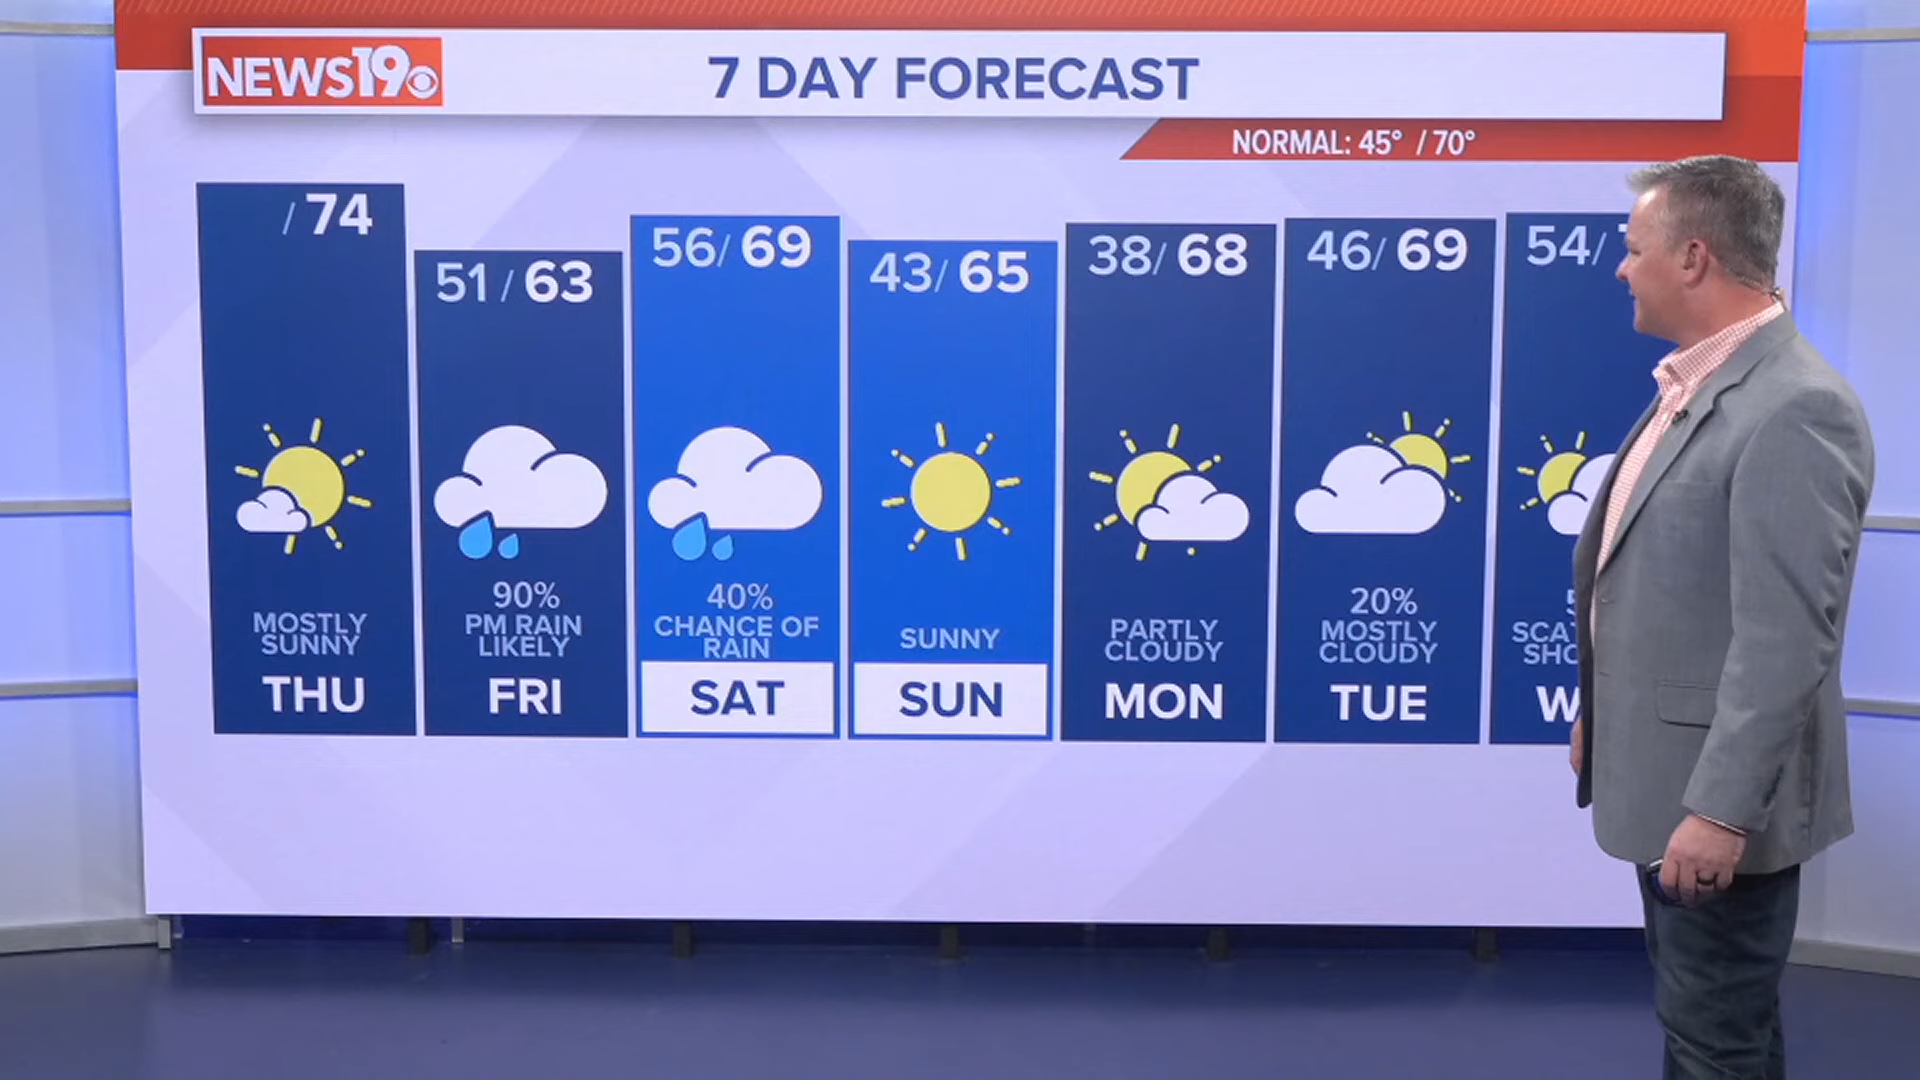 NEWS19
7 DAY FORECAST
NORMAL: 45° / 70°
/ 74
MOSTLY
SUNNY
THU
51 / 63
90%
PM RAIN
LIKELY
FRI
56/ 69
40%
CHANCE OF
RAIN
SAT
43/ 65
SUNNY
SUN
38/ 68
PARTLY
CLOUDY
MON
46/ 69
20%
MOSTLY
CLOUDY
TUE
54/